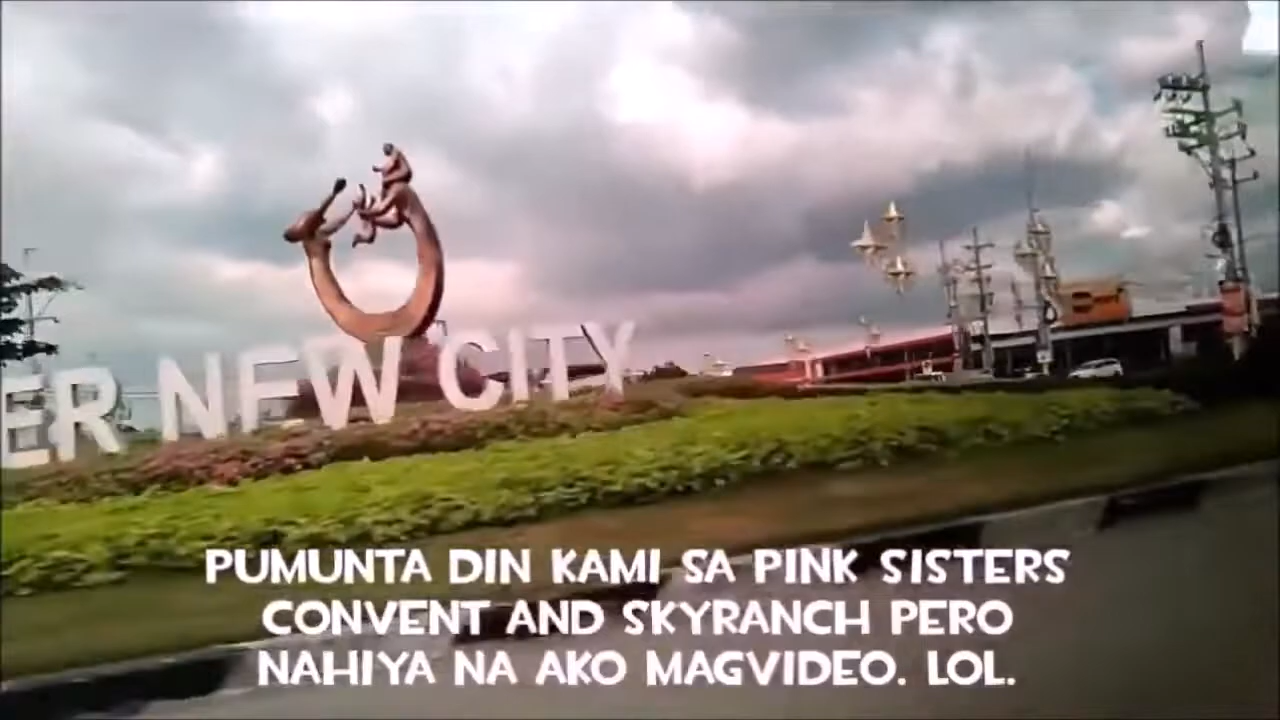 ER NEW CITY
PUMUNTA DIN KAMI SA PINK SISTERS
CONVENT AND SKYRANCH PERO
NAHIYA NA AKO MAGVIDEO. LOL.